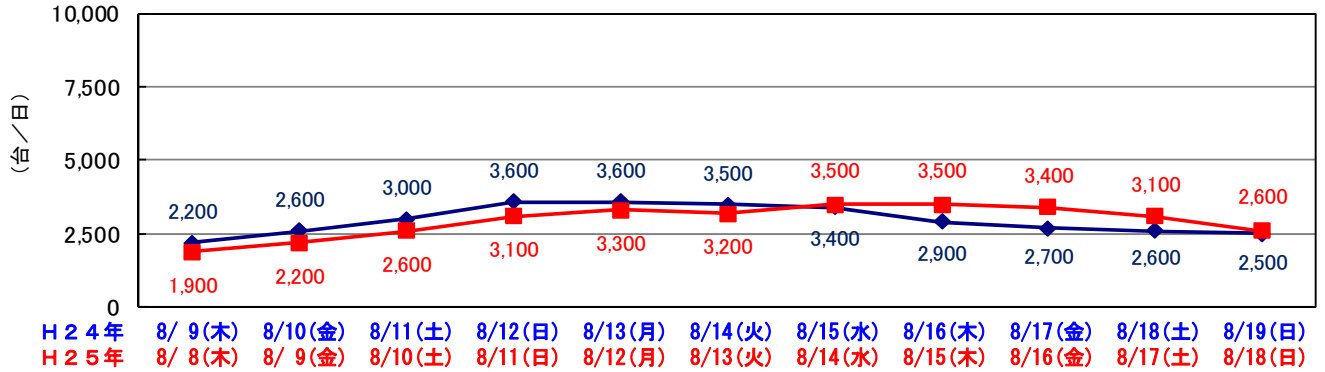 10,000
7,500
5,000
2,500
0
(台／日)
2,200 2,600 3,000 3,600 3,600 3,500 3,500 3,500 3,400 3,100 2,600
1,900 2,200 2,600 3,100 3,300 3,200 3,400 2,900 2,700 2,600 2,500
Ｈ２４年 8/ 9(木) 8/10(金) 8/11(土) 8/12(日) 8/13(月) 8/14(火) 8/15(水) 8/16(木) 8/17(金) 8/18(土) 8/19(日)
Ｈ２５年 8/ 8(木) 8/ 9(金) 8/10(土) 8/11(日) 8/12(月) 8/13(火) 8/14(水) 8/15(木) 8/16(金) 8/17(土) 8/18(日)